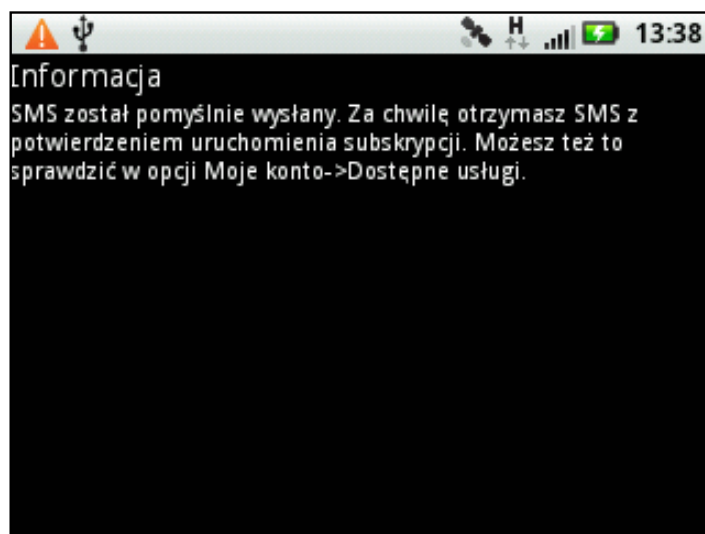 H
13:38
Informacja
SMS został pomyślnie wysłany. Za chwilę otrzymasz SMS z
potwierdzeniem uruchomienia subskrypcji. Możesz też to
sprawdzić w opcji Moje konto->Dostępne usługi.